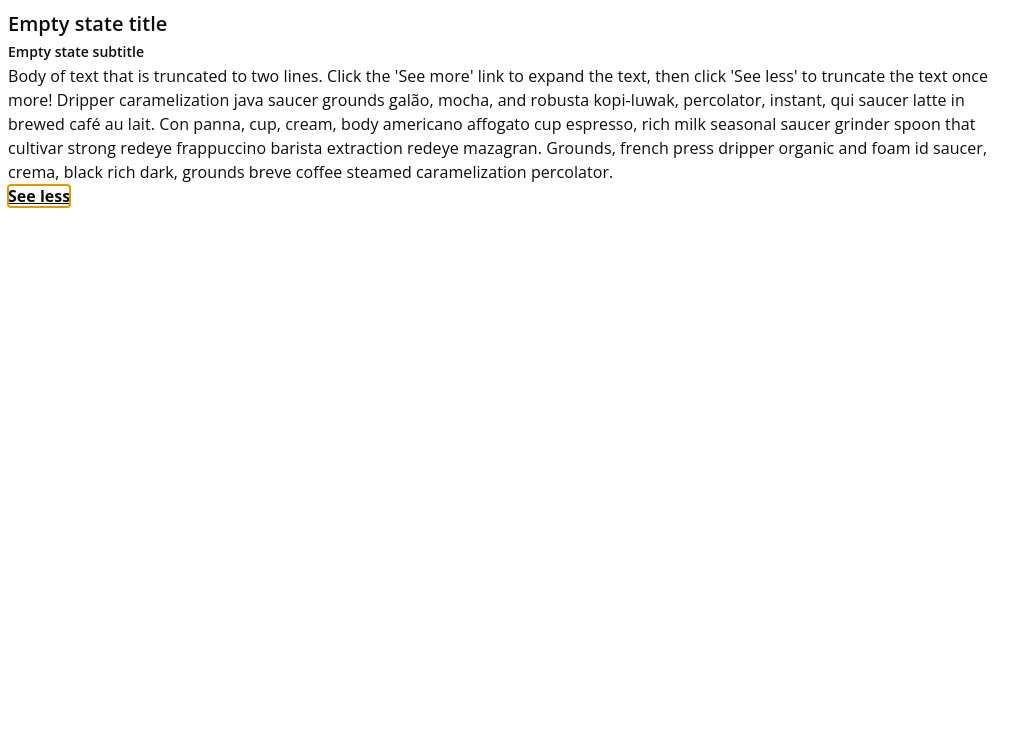 Empty state title
Empty state subtitle
Body of text that is truncated to two lines. Click the 'See more' link to expand the text, then click 'See less' to truncate the text once
more! Dripper caramelization java saucer grounds galão, mocha, and robusta kopi-luwak, percolator, instant, qui saucer latte in
brewed café au lait. Con panna, cup, cream, body americano affogato cup espresso, rich milk seasonal saucer grinder spoon that
cultivar strong redeye frappuccino barista extraction redeye mazagran. Grounds, french press dripper organic and foam id saucer,
crema, black rich dark, grounds breve coffee steamed caramelization percolator.
See less